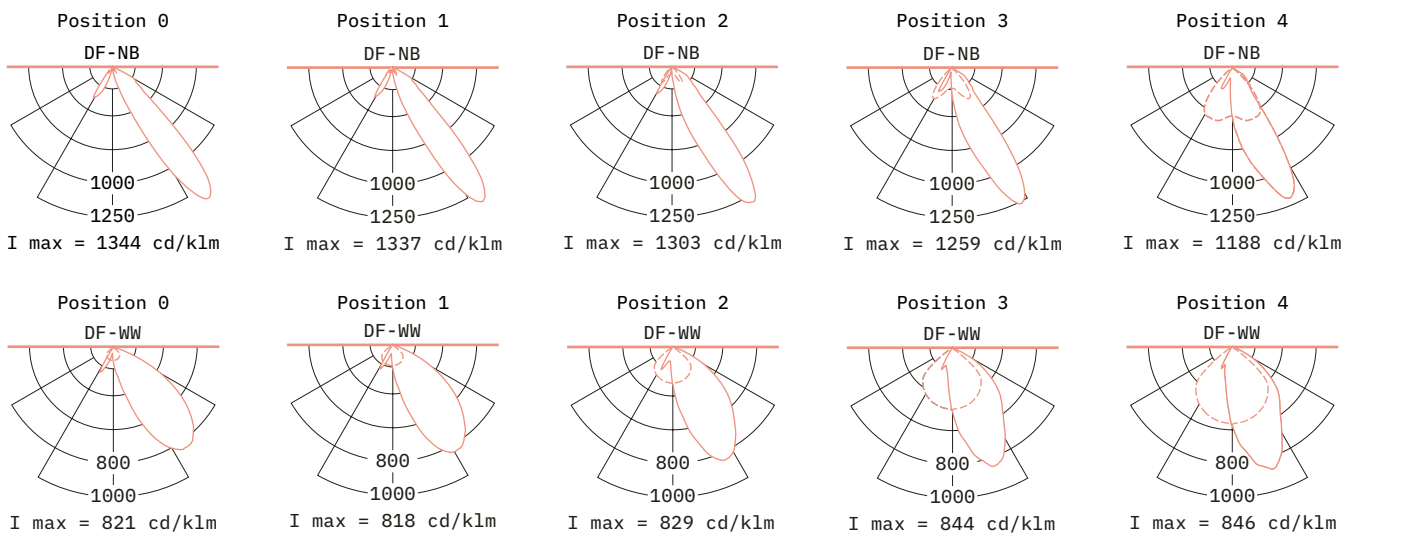 Position 0
DF-NB
1000
1250
I max = 1344 cd/klm
Position 1
DF-NB
1000
1250
I max = 1337 cd/klm
Position 2
DF-NB
1000
1250
I max = 1303 cd/klm
Position 3
DF-NB
1000
1250
I max = 1259 cd/klm
Position 4
DF-NB
1000
1250
I max = 1188 cd/klm
Position 0
DF-WW
800
1000
I max = 821 cd/klm
Position 1
DF-WW
800
1000
I max = 818 cd/klm
Position 2
DF-WW
800
1000
I max = 829 cd/klm
Position 3
DF-WW
800
1000
I max = 844 cd/klm
Position 4
DF-WW
800
1000
I max = 846 cd/klm